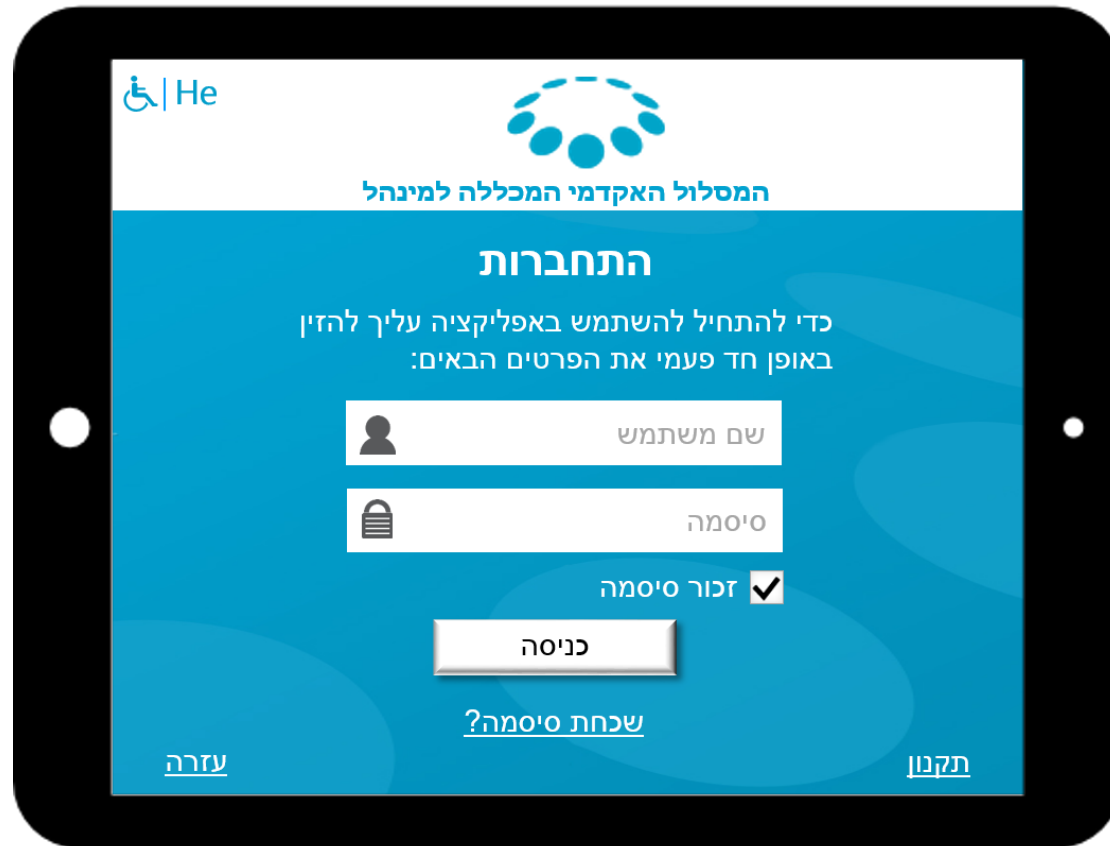 He
המסלול האקדמי המכללה למינהל
התחברות
כדי להתחיל להשתמש באפליקציה עליך להזין
באופן חד פעמי את הפרטים הבאים:
שם משתמש
סיסמה
זכור סיסמה
כניסה
שכחת סיסמה?
תקנון
עזרה